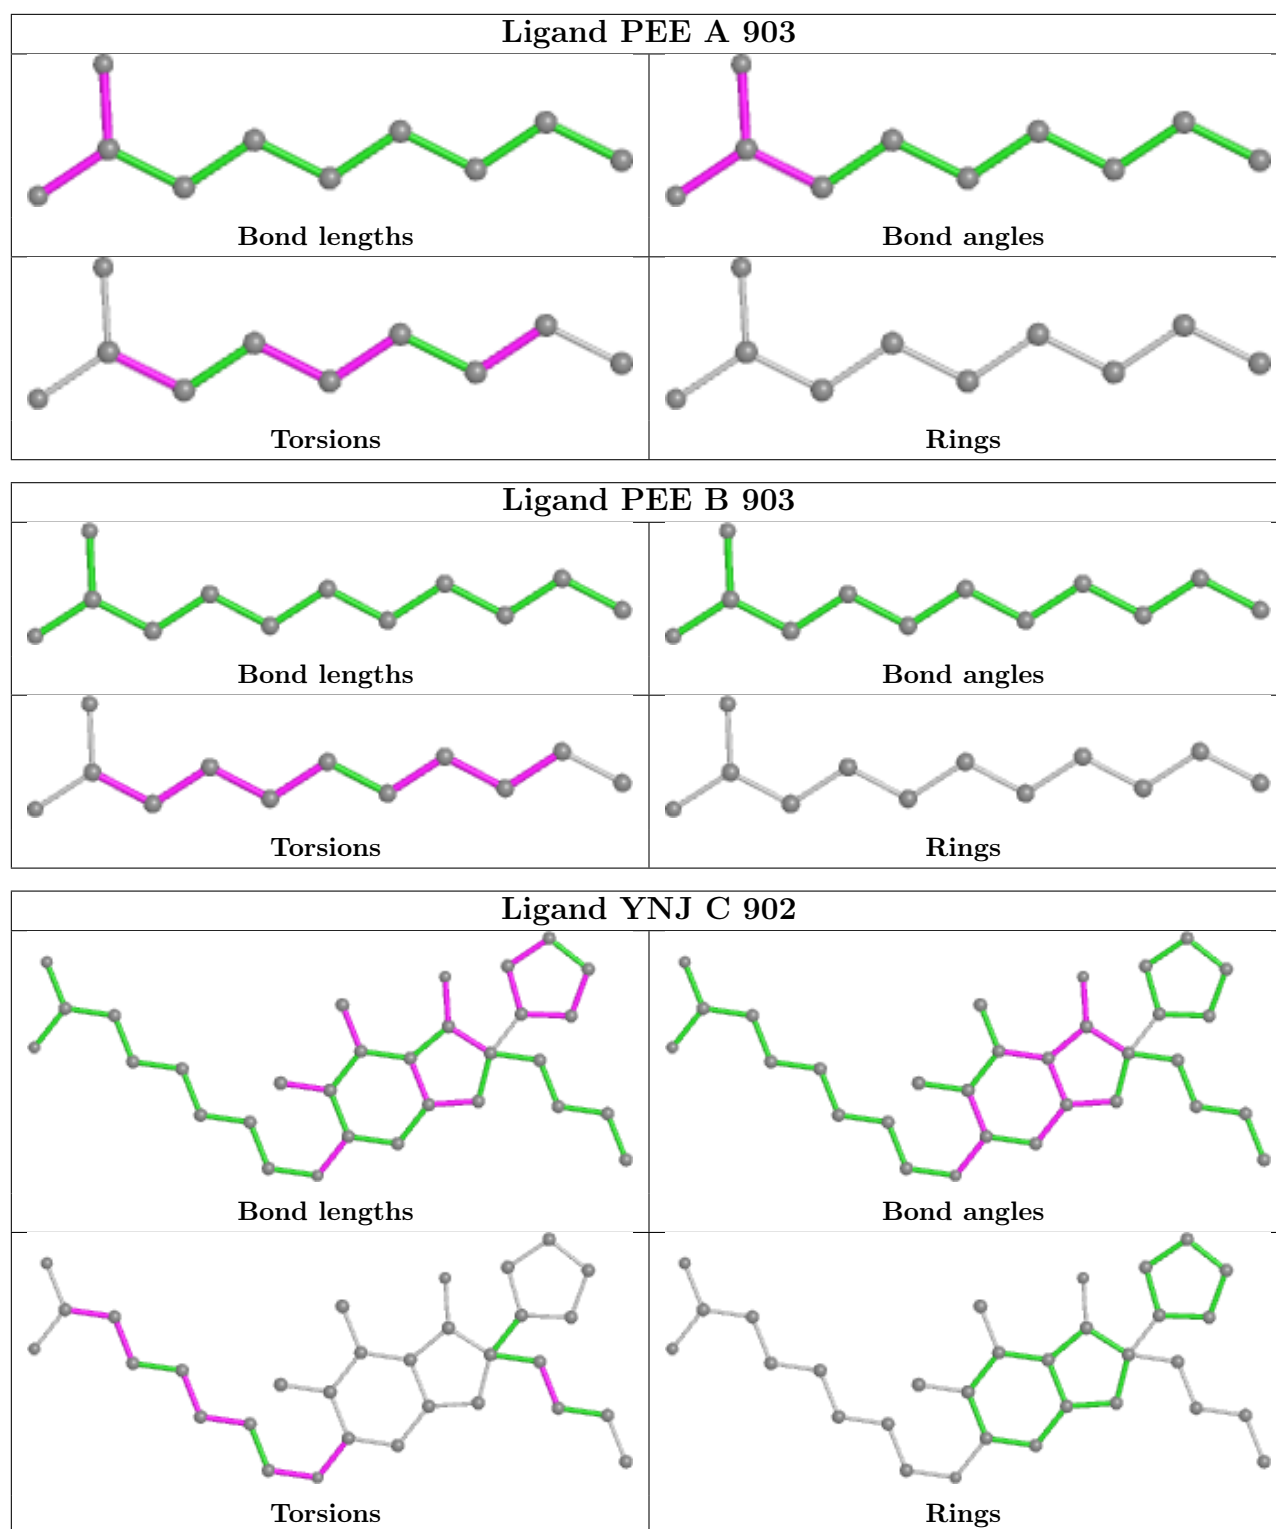 Ligand PEE A 903
Bond lengths
Bond angles
Torsions
Rings
Ligand PEE B 903
Bond lengths
Bond angles
Torsions
Rings
Ligand YNJ C 902
Bond lengths
Bond angles
Torsions
Rings